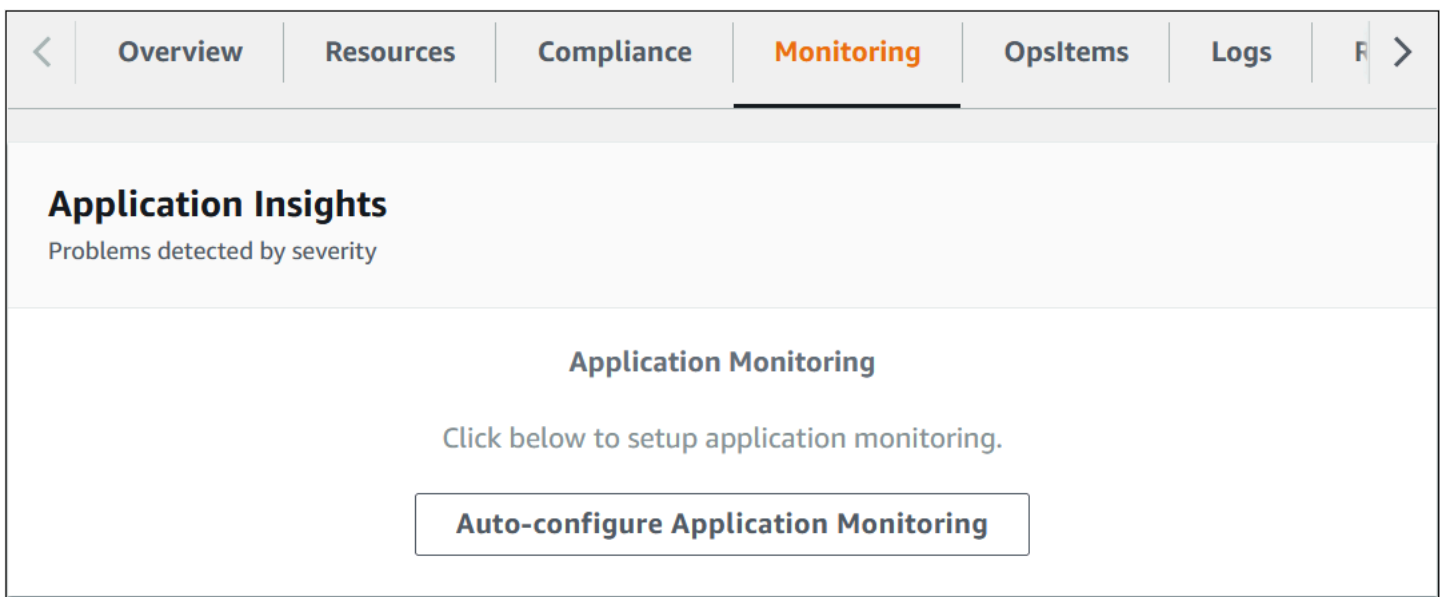 Overview Resources Compliance Monitoring OpsItems Logs
Application Insights
Problems detected by severity
Application Monitoring
Click below to setup application monitoring.
Auto-configure Application Monitoring